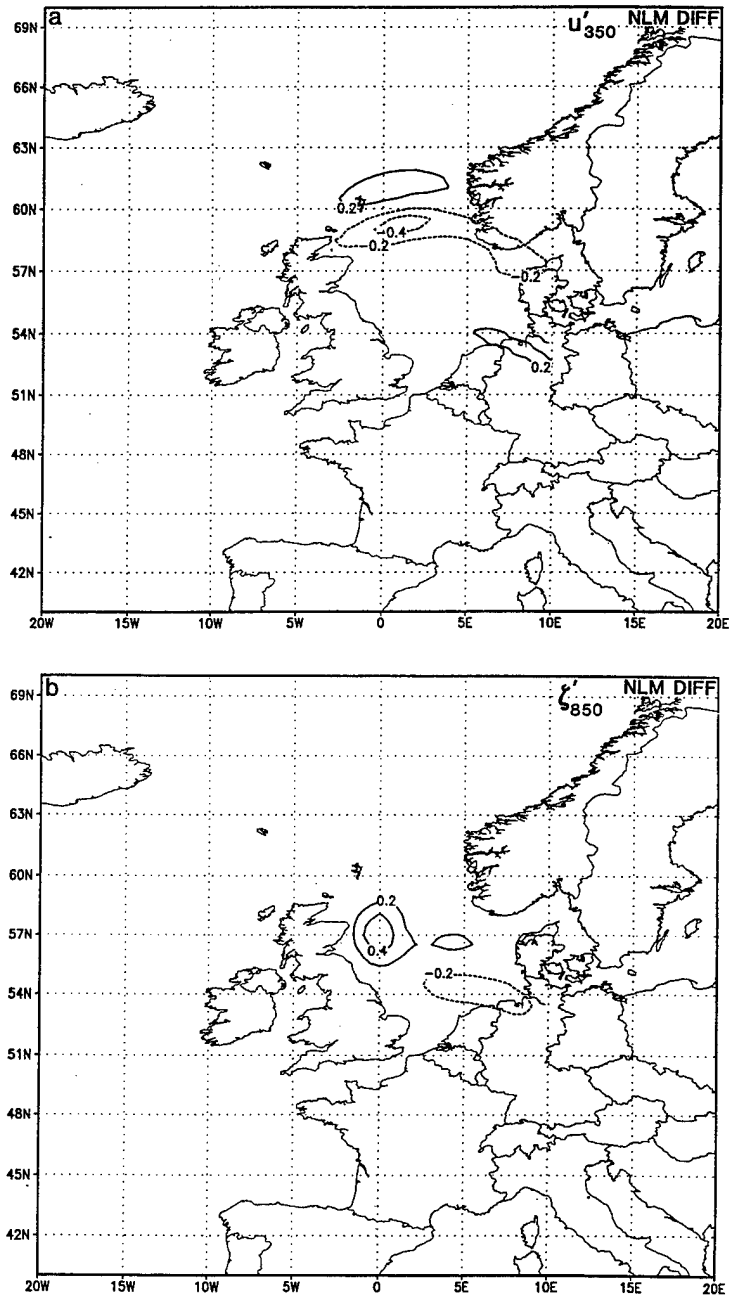 a
u′350 NLM DIFF
69N
66N
63N
60N
57N
54N
51N
48N
45N
42N
0.2
-0.4
0.2
0.2
0.2
20W 15W 10W 5W 0 5E 10E 15E 20E
b
ζ′850 NLM DIFF
69N
66N
63N
60N
57N
54N
51N
48N
45N
42N
0.2
0.4
-0.2
20W 15W 10W 5W 0 5E 10E 15E 20E